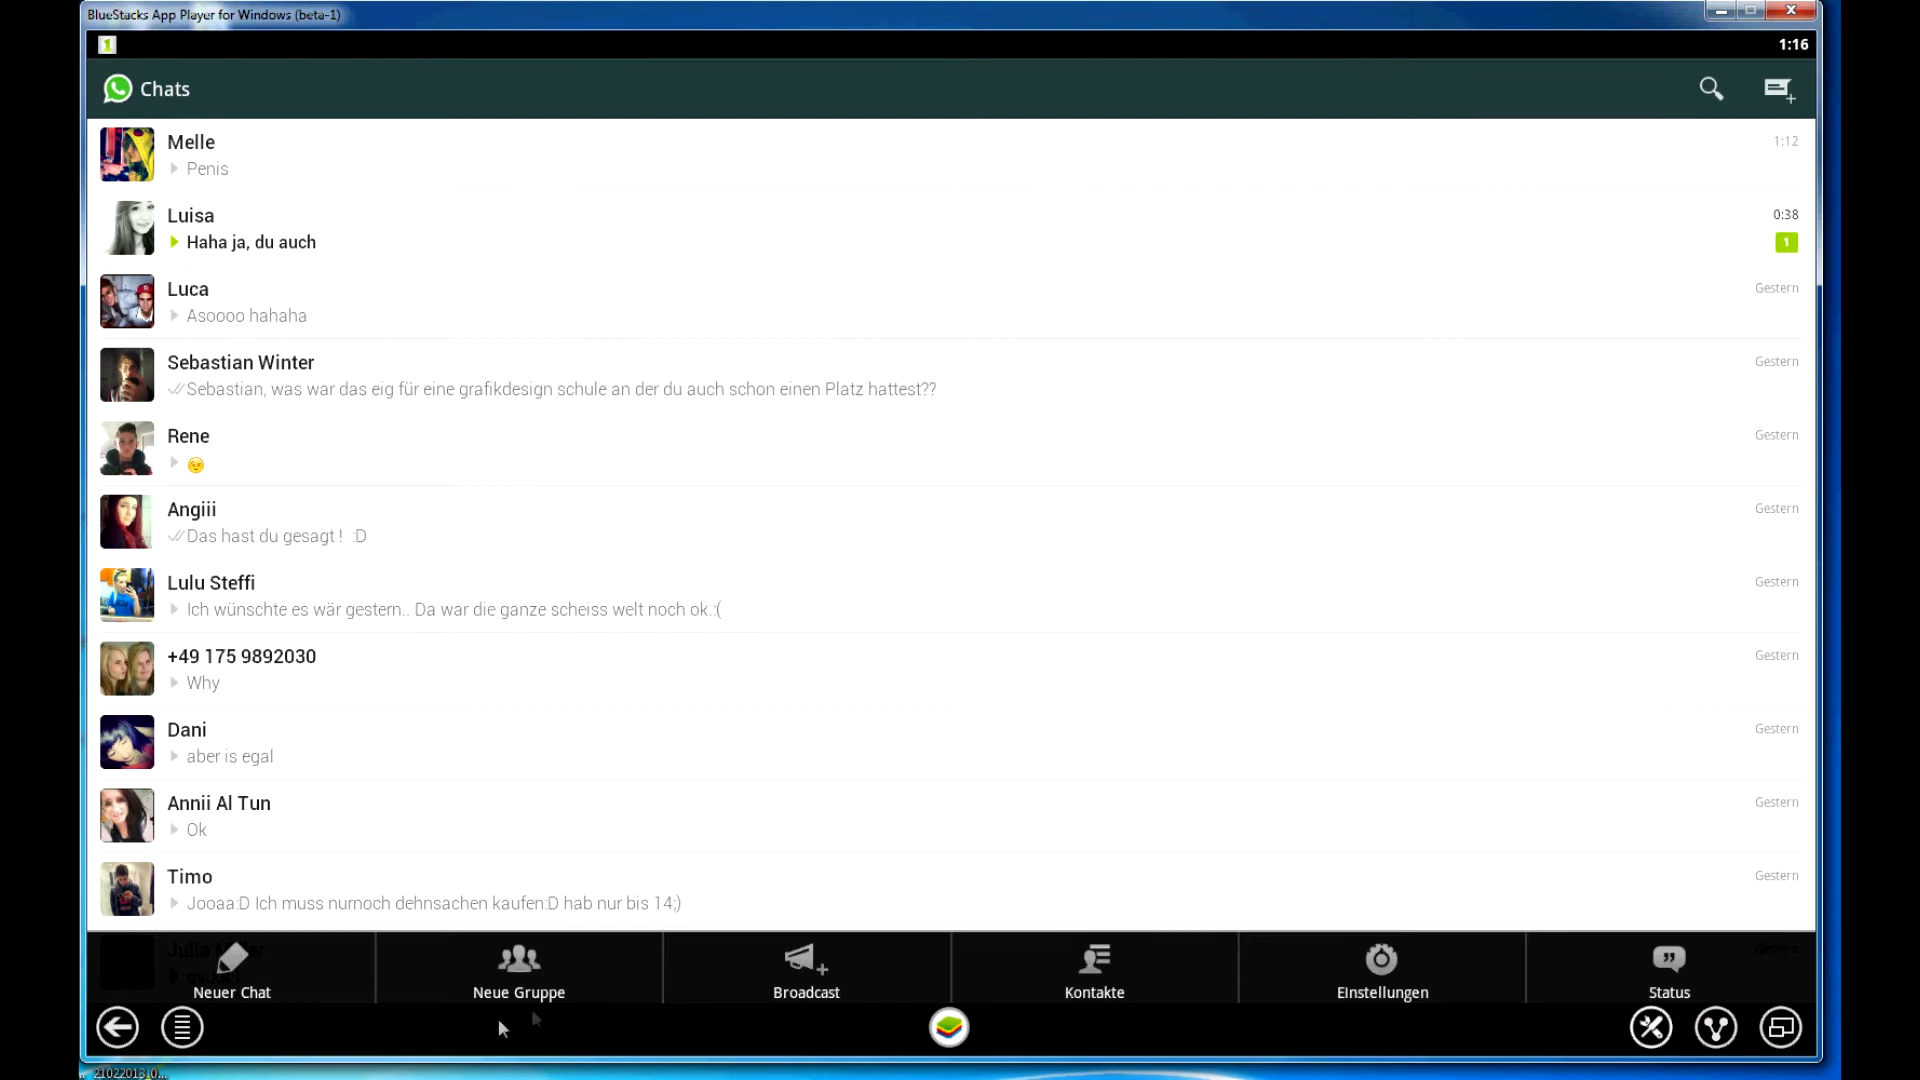 BlueStacks App Player for Windows (beta-1)
1
1:16
Chats
Melle
1:12
Penis
Luisa
0:38
Haha ja, du auch
1
Luca
Gestern
Asoooo hahaha
Sebastian Winter
Gestern
Sebastian, was war das eig für eine grafikdesign schule an der du auch schon einen Platz hattest??
Rene
Gestern
Angiii
Gestern
Das hast du gesagt ! :D
Lulu Steffi
Gestern
Ich wünschte es wär gestern.. Da war die ganze scheiss welt noch ok.:(
+49 175 9892030
Gestern
Why
Dani
Gestern
aber is egal
Annii Al Tun
Gestern
Ok
Timo
Gestern
Jooaa:D Ich muss nurnoch dehnsachen kaufen:D hab nur bis 14;)
Gestern
Neuer Chat
Neue Gruppe
Broadcast
Kontakte
Einstellungen
Status
21022013_0...